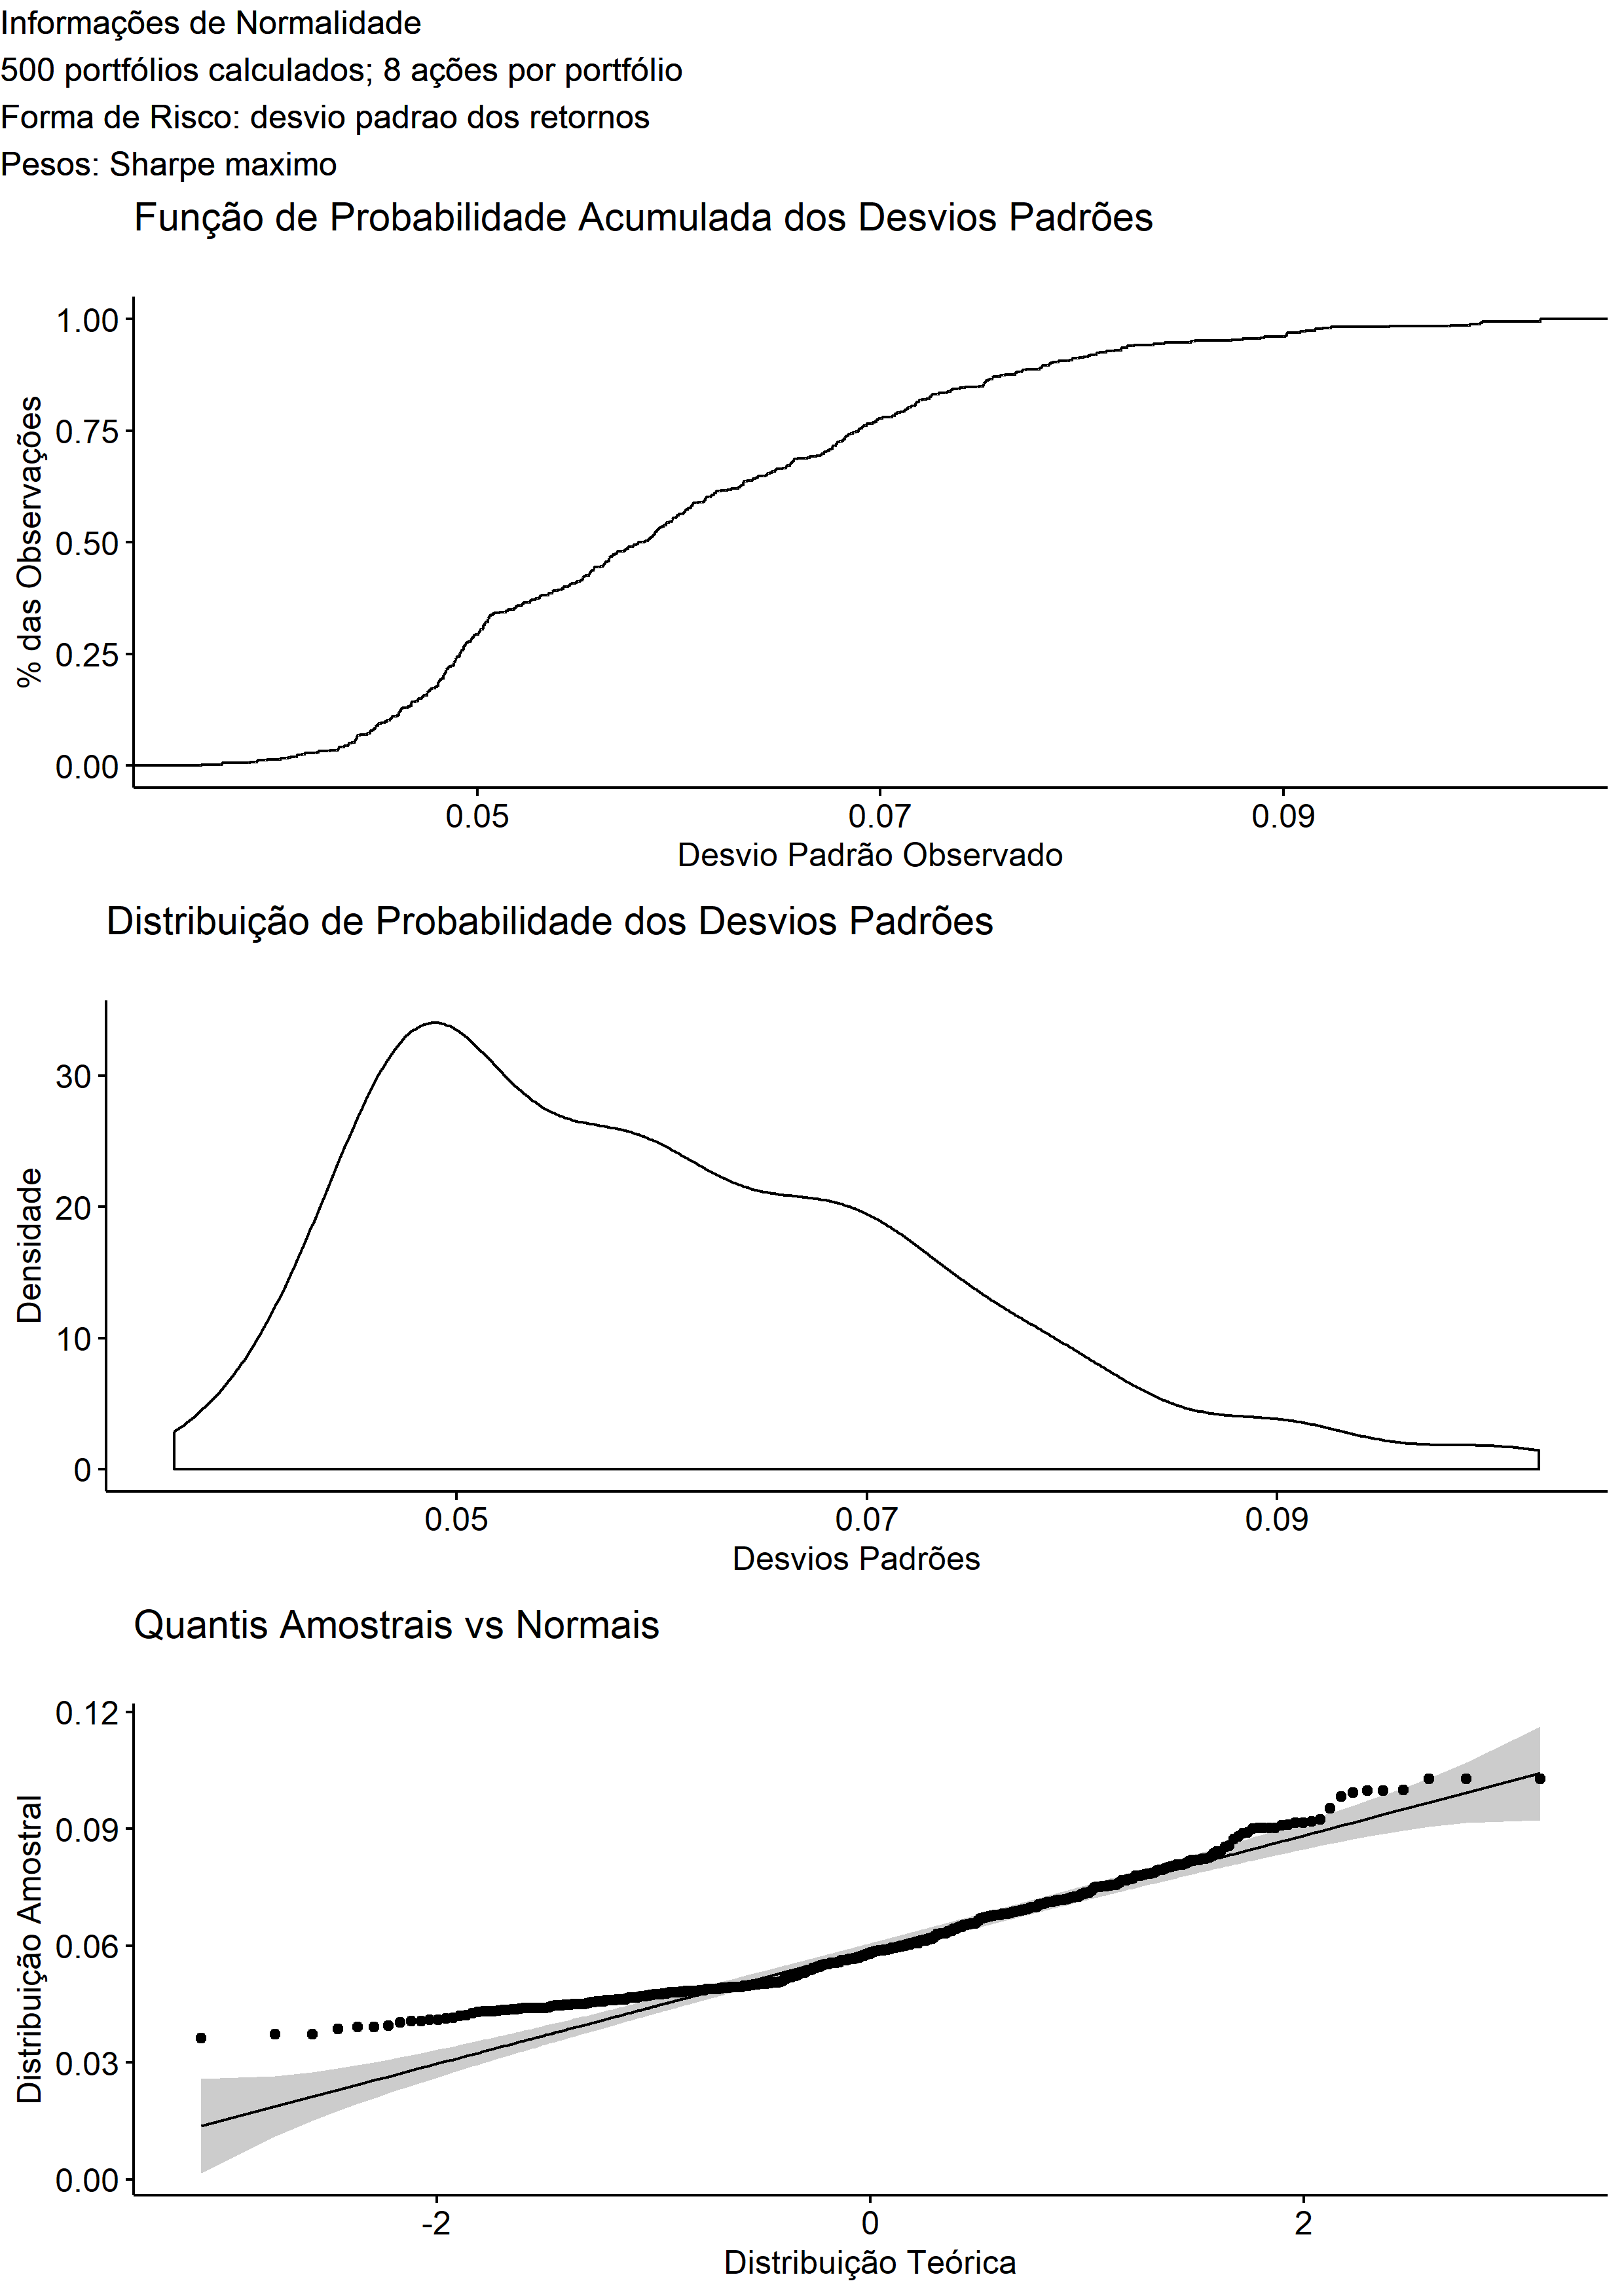 Informações de Normalidade
500 portfólios calculados; 8 ações por portfólio
Forma de Risco: desvio padrao dos retornos
Pesos: Sharpe maximo
Função de Probabilidade Acumulada dos Desvios Padrões
1.00
0.75
0.50
0.25
0.00
% das Observações
0.05 0.07 0.09
Desvio Padrão Observado
Distribuição de Probabilidade dos Desvios Padrões
30
20
10
0
Densidade
0.05 0.07 0.09
Desvios Padrões
Quantis Amostrais vs Normais
0.12
0.09
0.06
0.03
0.00
Distribuição Amostral
-2 0 2
Distribuição Teórica